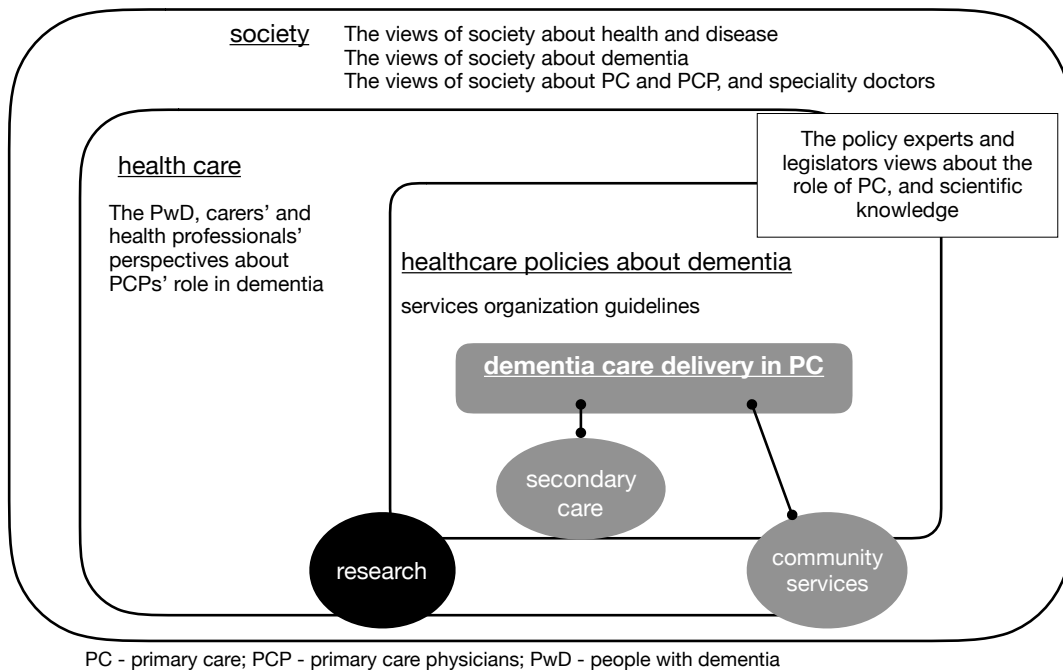 society
The views of society about health and disease
The views of society about dementia
The views of society about PC and PCP, and speciality doctors
The policy experts and
legislators views about the
role of PC, and scientific
knowledge
health care
The PwD, carers’ and
health professionals’
perspectives about
PCPs’ role in dementia
healthcare policies about dementia
services organization guidelines
dementia care delivery in PC
secondary
care
research
community
services
PC - primary care; PCP - primary care physicians; PwD - people with dementia